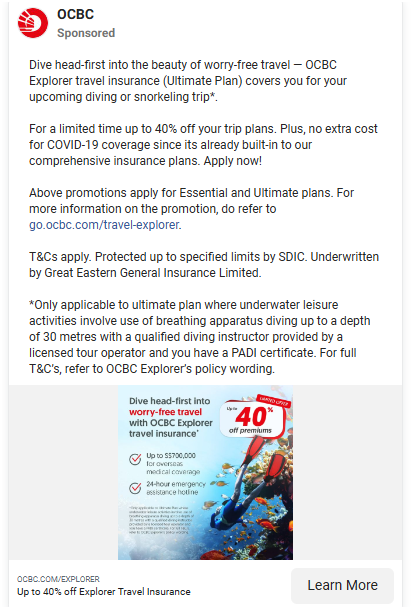 OCBC
Sponsored
Dive head-first into the beauty of worry-free travel — OCBC
Explorer travel insurance (Ultimate Plan) covers you for your
upcoming diving or snorkeling trip*.
For a limited time up to 40% off your trip plans. Plus, no extra cost
for COVID-19 coverage since its already built-in to our
comprehensive insurance plans. Apply now!
Above promotions apply for Essential and Ultimate plans. For
more information on the promotion, do refer to
go.ocbc.com/travel-explorer.
T&Cs apply. Protected up to specified limits by SDIC. Underwritten
by Great Eastern General Insurance Limited.
*Only applicable to ultimate plan where underwater leisure
activities involve use of breathing apparatus diving up to a depth
of 30 metres with a qualified diving instructor provided by a
licensed tour operator and you have a PADI certificate. For full
T&C's, refer to OCBC Explorer's policy wording.
Dive head-first into
worry-free travel
with OCBC Explorer
travel insurance*
LIMITED OFFER
Up to
40%
off premiums
Up to S$700,000
for overseas
medical coverage
24-hour emergency
assistance hotline
OCBC.COM/EXPLORER
Up to 40% off Explorer Travel Insurance
Learn More